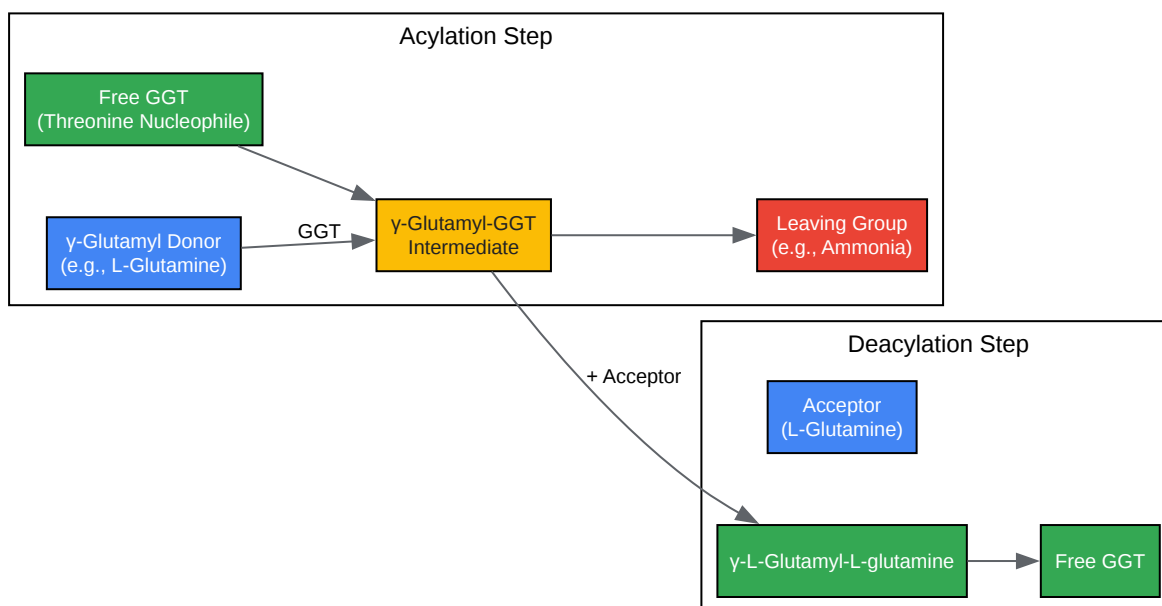 Acylation Step
Free GGT
(Threonine Nucleophile)
γ-Glutamyl Donor
(e.g., L-Glutamine)
GGT
γ-Glutamyl-GGT
Intermediate
Leaving Group
(e.g., Ammonia)
+ Acceptor
Deacylation Step
Acceptor
(L-Glutamine)
γ-L-Glutamyl-L-glutamine
Free GGT